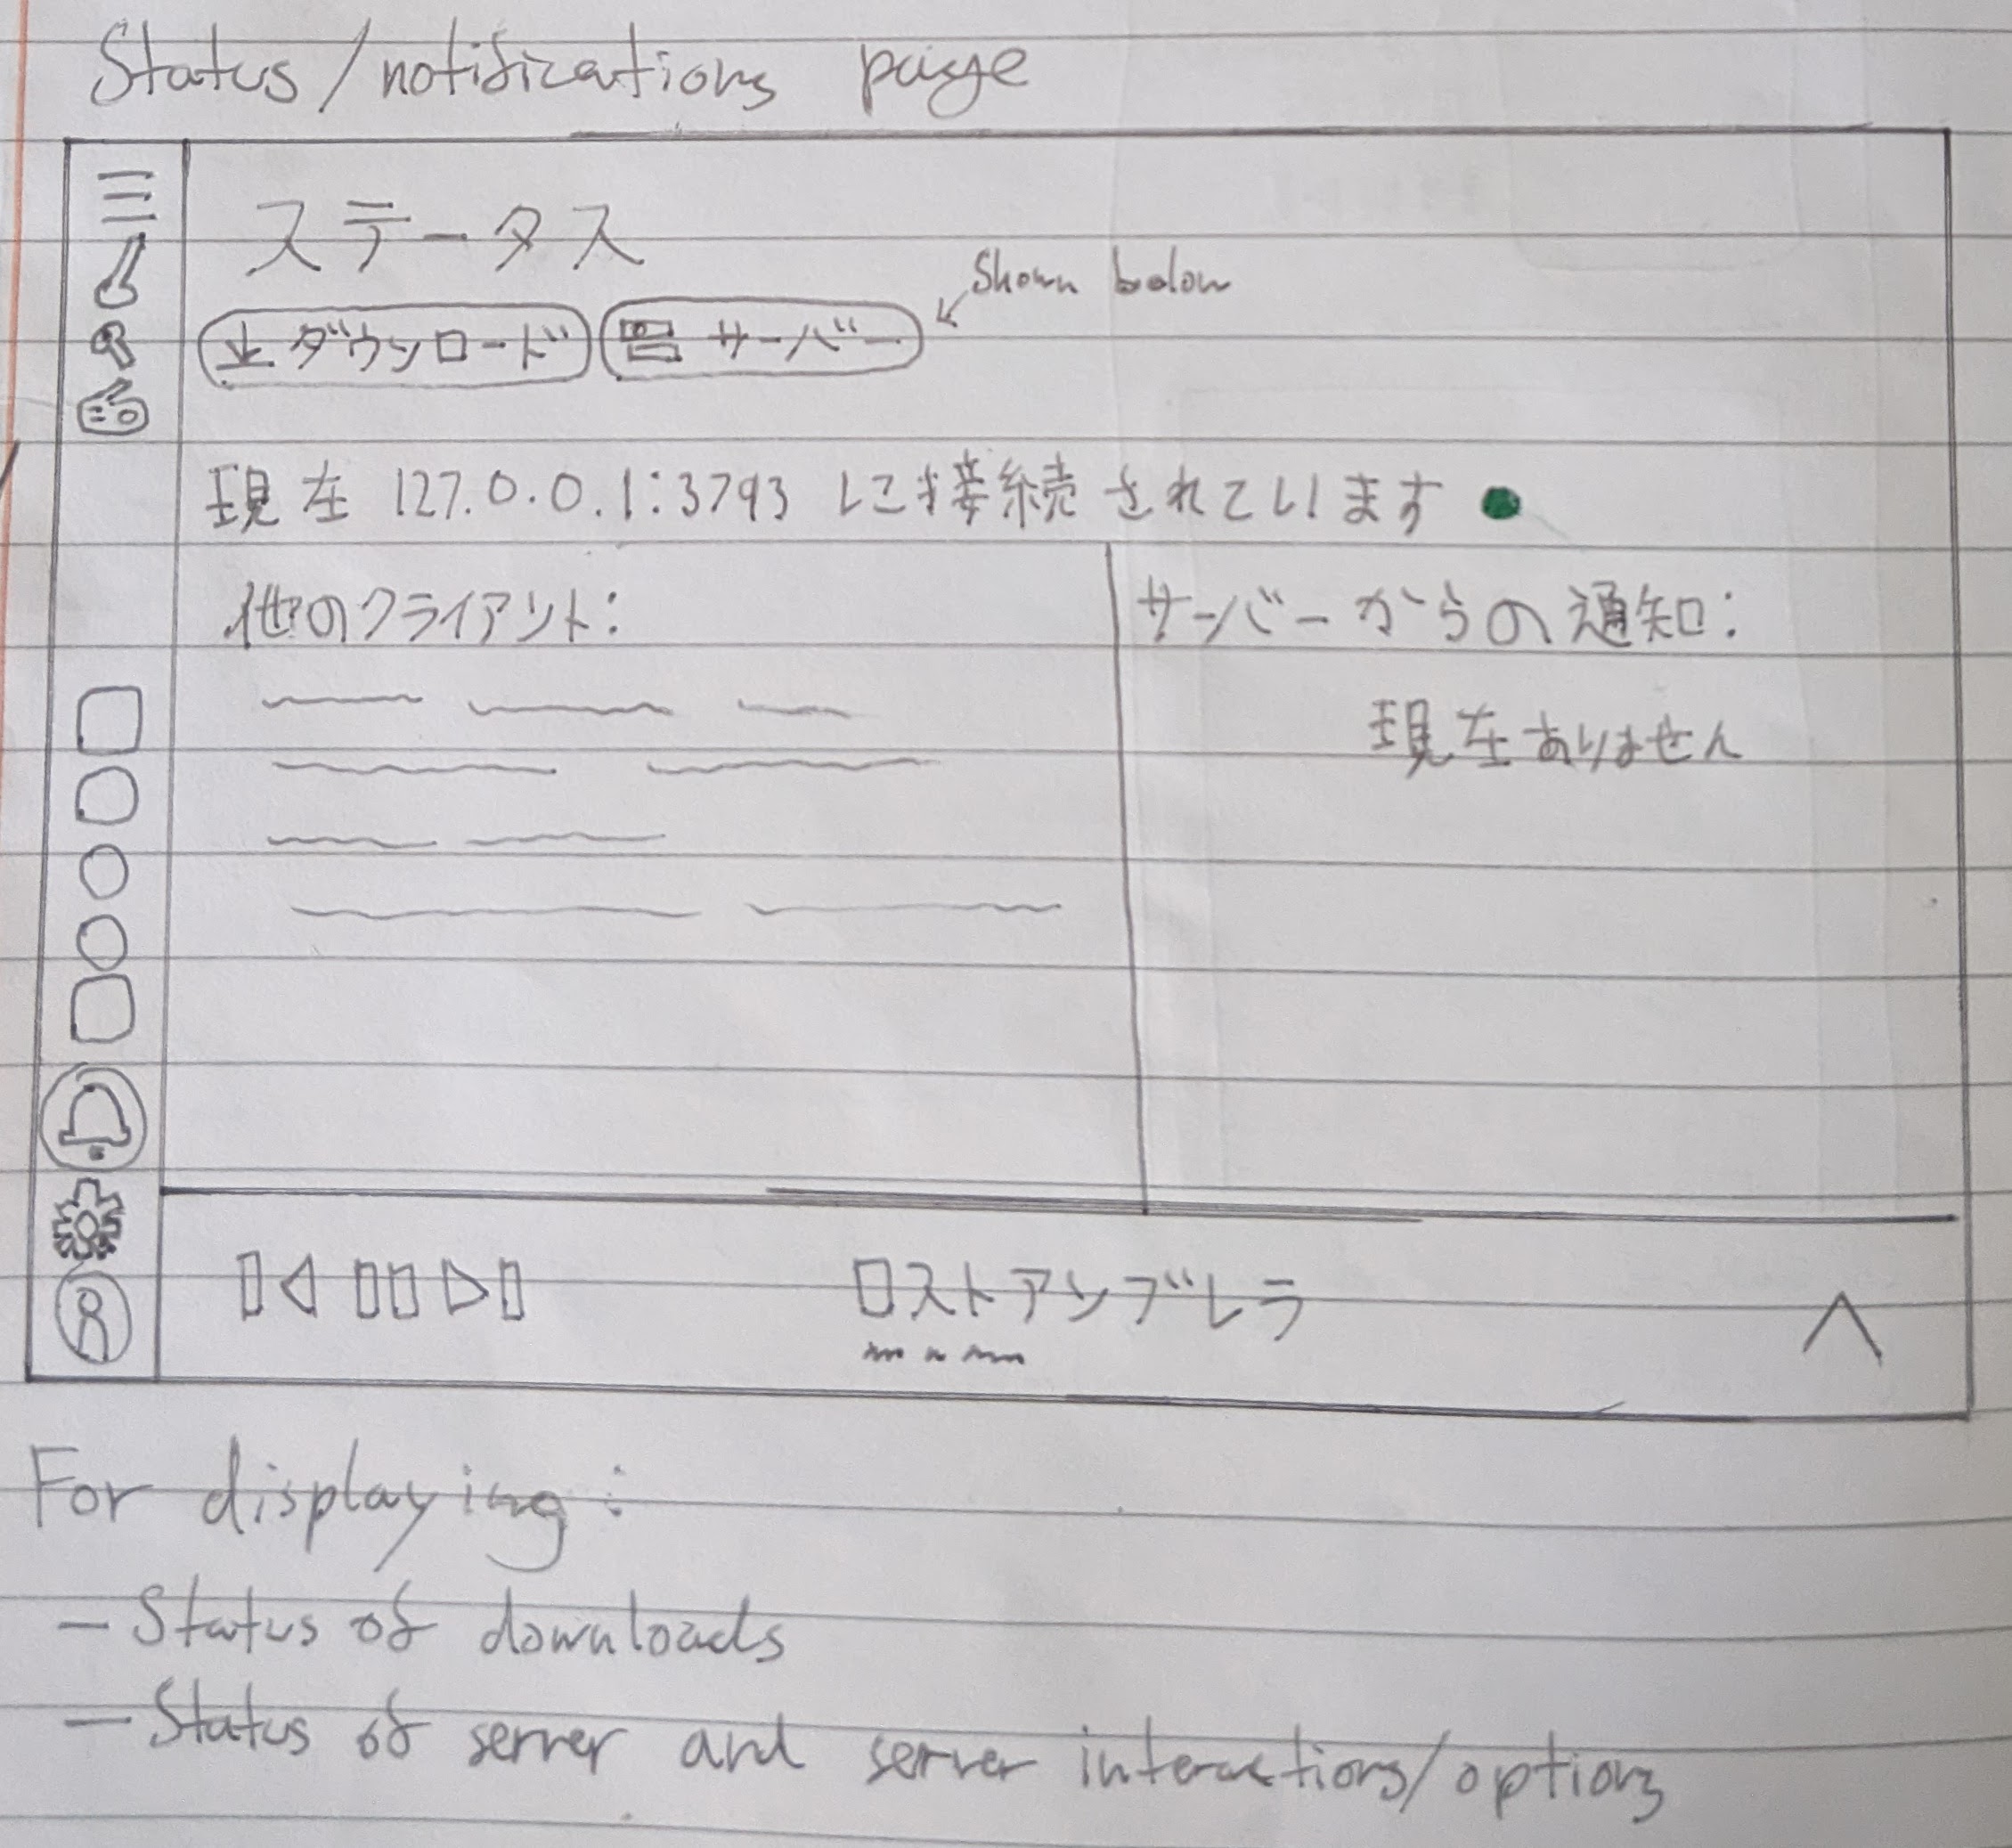 Status/notifications page
ステータス
Shown below
ダウンロード サーバー
現在 127.0.0.1:3793 に接続されています
他のクライアント:
サーバーからの通知:
現在ありません
ロストアンブレラ
For displaying:
- Status of downloads
- Status of server and server interactions/options